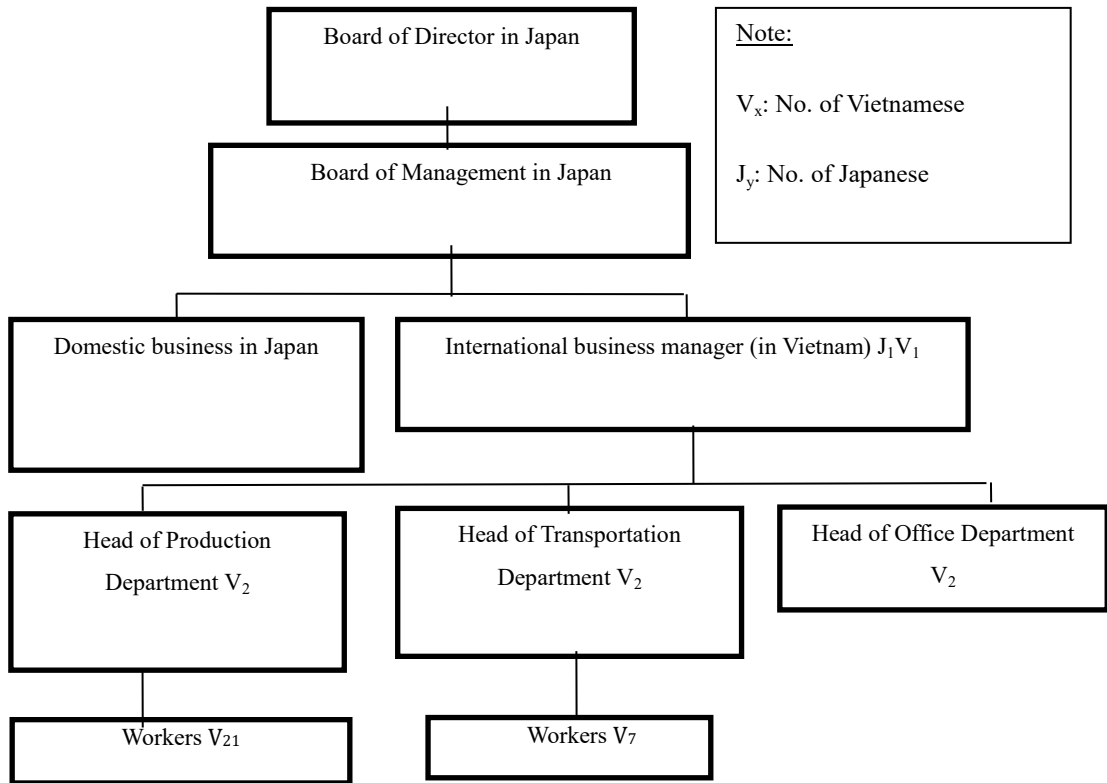 Board of Director in Japan
Note:
Vₓ: No. of Vietnamese
J_y: No. of Japanese
Board of Management in Japan
Domestic business in Japan
International business manager (in Vietnam) J₁V₁
Head of Production
Department V₂
Head of Transportation
Department V₂
Head of Office Department
V₂
Workers V₂₁
Workers V₇